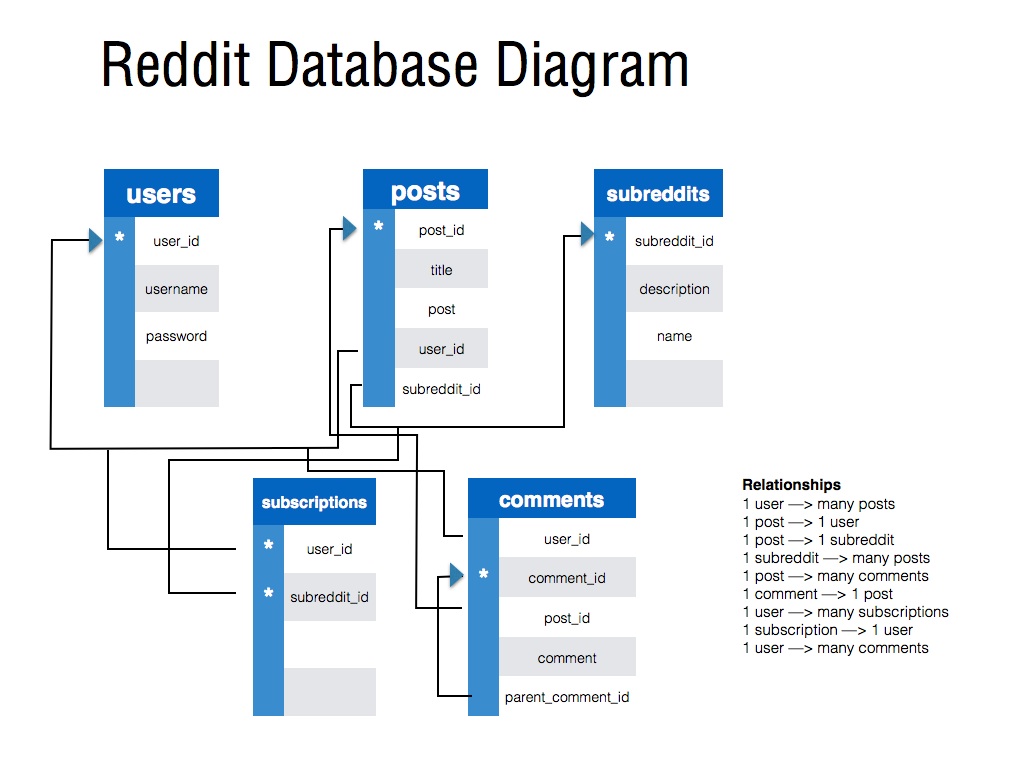 Reddit Database Diagram
users
* user_id
username
password
posts
* post_id
title
post
user_id
subreddit_id
subreddits
* subreddit_id
description
name
subscriptions
* user_id
* subreddit_id
comments
user_id
* comment_id
post_id
comment
parent_comment_id
Relationships
1 user —> many posts
1 post —> 1 user
1 post —> 1 subreddit
1 subreddit —> many posts
1 post —> many comments
1 comment —> 1 post
1 user —> many subscriptions
1 subscription —> 1 user
1 user —> many comments